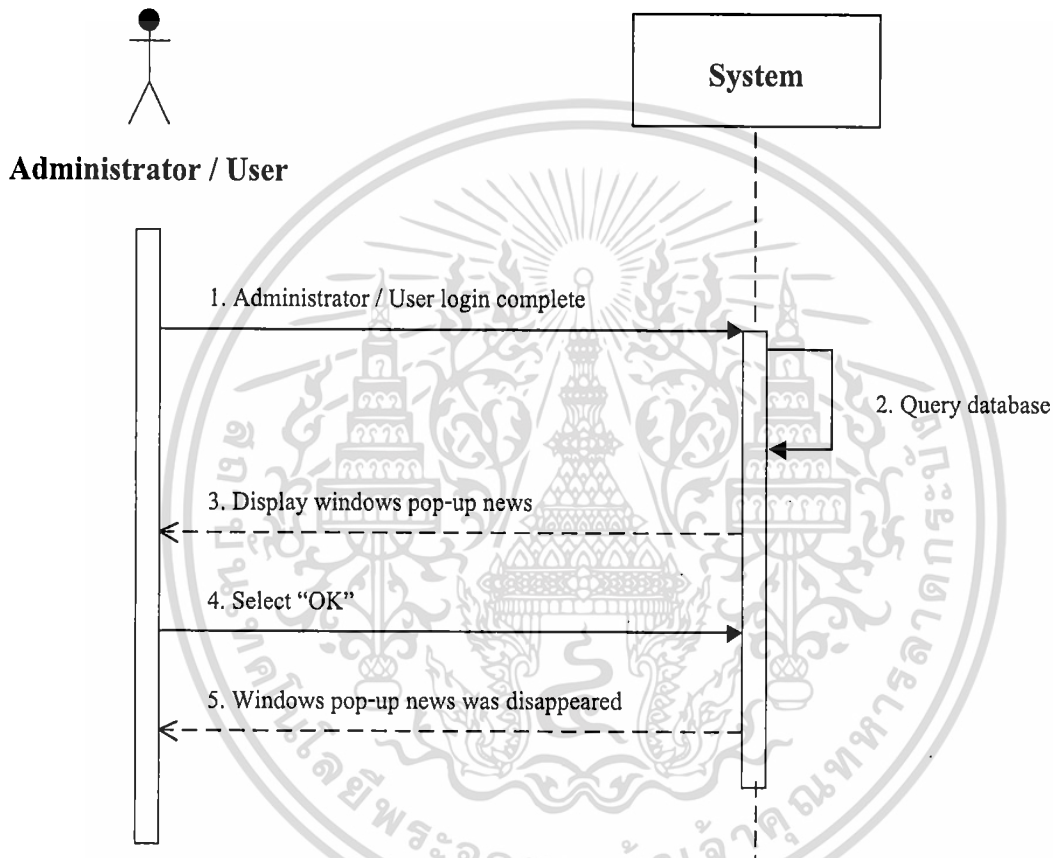 System
Administrator / User
1. Administrator / User login complete
2. Query database
3. Display windows pop-up news
4. Select “OK”
5. Windows pop-up news was disappeared